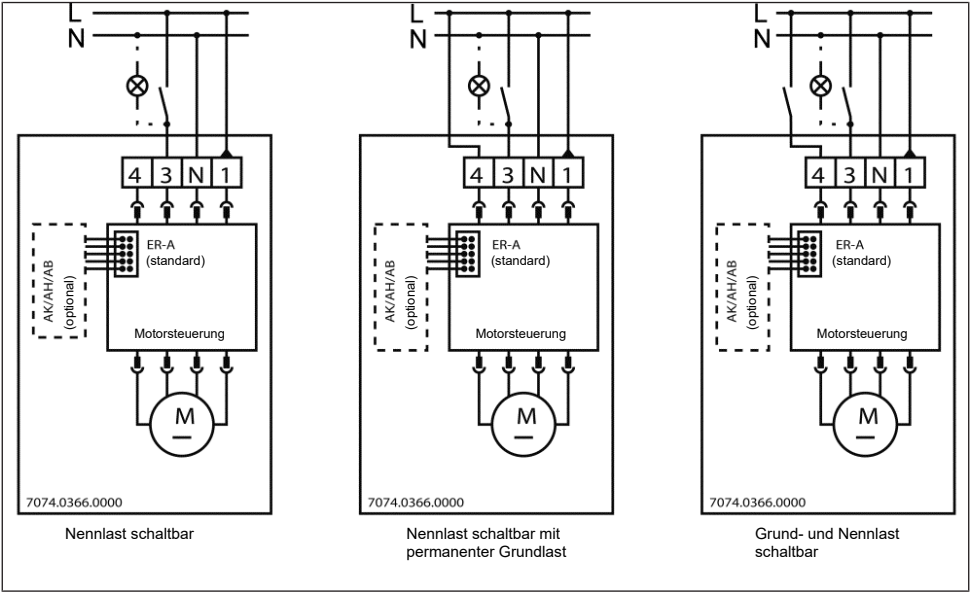 L
N
4 3 N 1
ER-A
(standard)
AK/AH/AB
(optional)
Motorsteuerung
M
7074.0366.0000
Nennlast schaltbar
L
N
4 3 N 1
ER-A
(standard)
AK/AH/AB
(optional)
Motorsteuerung
M
7074.0366.0000
Nennlast schaltbar mit
permanenter Grundlast
L
N
4 3 N 1
ER-A
(standard)
AK/AH/AB
(optional)
Motorsteuerung
M
7074.0366.0000
Grund- und Nennlast
schaltbar